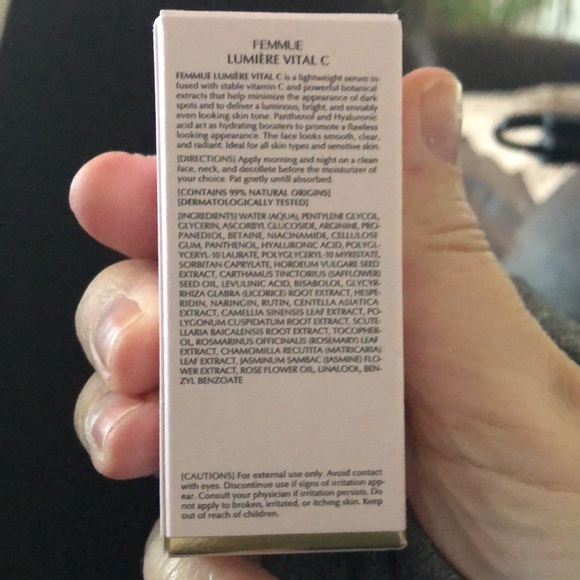 FEMMUE
LUMIÈRE VITAL C
FEMMUE LUMIÈRE VITAL C is a lightweight serum in-
fused with stable vitamin C and powerful botanical
extracts that help minimize the appearance of dark
spots and to deliver a luminous, bright, and enviably
even looking skin tone. Panthenol and Hyaluronic
acid act as hydrating boosters to promote a flawless
looking appearance. The face looks smooth, clear,
and radiant. Ideal for all skin types and sensitive skin.
[DIRECTIONS] Apply morning and night on a clean
face, neck, and decollete before the moisturizer of
your choice. Pat gnetly untill absorbed.
[CONTAINS 99% NATURAL ORIGINS]
[DERMATOLOGICALLY TESTED]
[INGREDIENTS] WATER (AQUA), PENTYLENE GLYCOL,
GLYCERIN, ASCORBYL GLUCOSIDE, ARGININE, PRO-
PANEDIOL, BETAINE, NIACINAMIDE, CELLULOSE
GUM, PANTHENOL, HYALURONIC ACID, POLYGL-
YCERYL-10 LAURATE, POLYGLYCERYL-10 MYRISTATE,
SORBITAN CAPRYLATE, HORDEUM VULGARE SEED
EXTRACT, CARTHAMUS TINCTORIUS (SAFFLOWER)
SEED OIL, LEVULINIC ACID, BISABOLOL, GLYCYR-
RHIZA GLABRA (LICORICE) ROOT EXTRACT, HESPE-
RIDIN, NARINGIN, RUTIN, CENTELLA ASIATICA
EXTRACT, CAMELLIA SINENSIS LEAF EXTRACT, PO-
LYGONUM CUSPIDATUM ROOT EXTRACT, SCUTE-
LLARIA BAICALENSIS ROOT EXTRACT, TOCOPHER-
OL, ROSMARINUS OFFICINALIS (ROSEMARY) LEAF
EXTRACT, CHAMOMILLA RECUTITA (MATRICARIA)
LEAF EXTRACT, JASMINUM SAMBAC (JASMINE) FLO-
WER EXTRACT, ROSE FLOWER OIL, LINALOOL, BEN-
ZYL BENZOATE
[CAUTIONS] For external use only. Avoid contact
with eyes. Discontinue use if signs of irritation app-
ear. Consult your physician if irritation persists. Do
not apply to broken, irritated, or itching skin. Keep
out of reach of children.